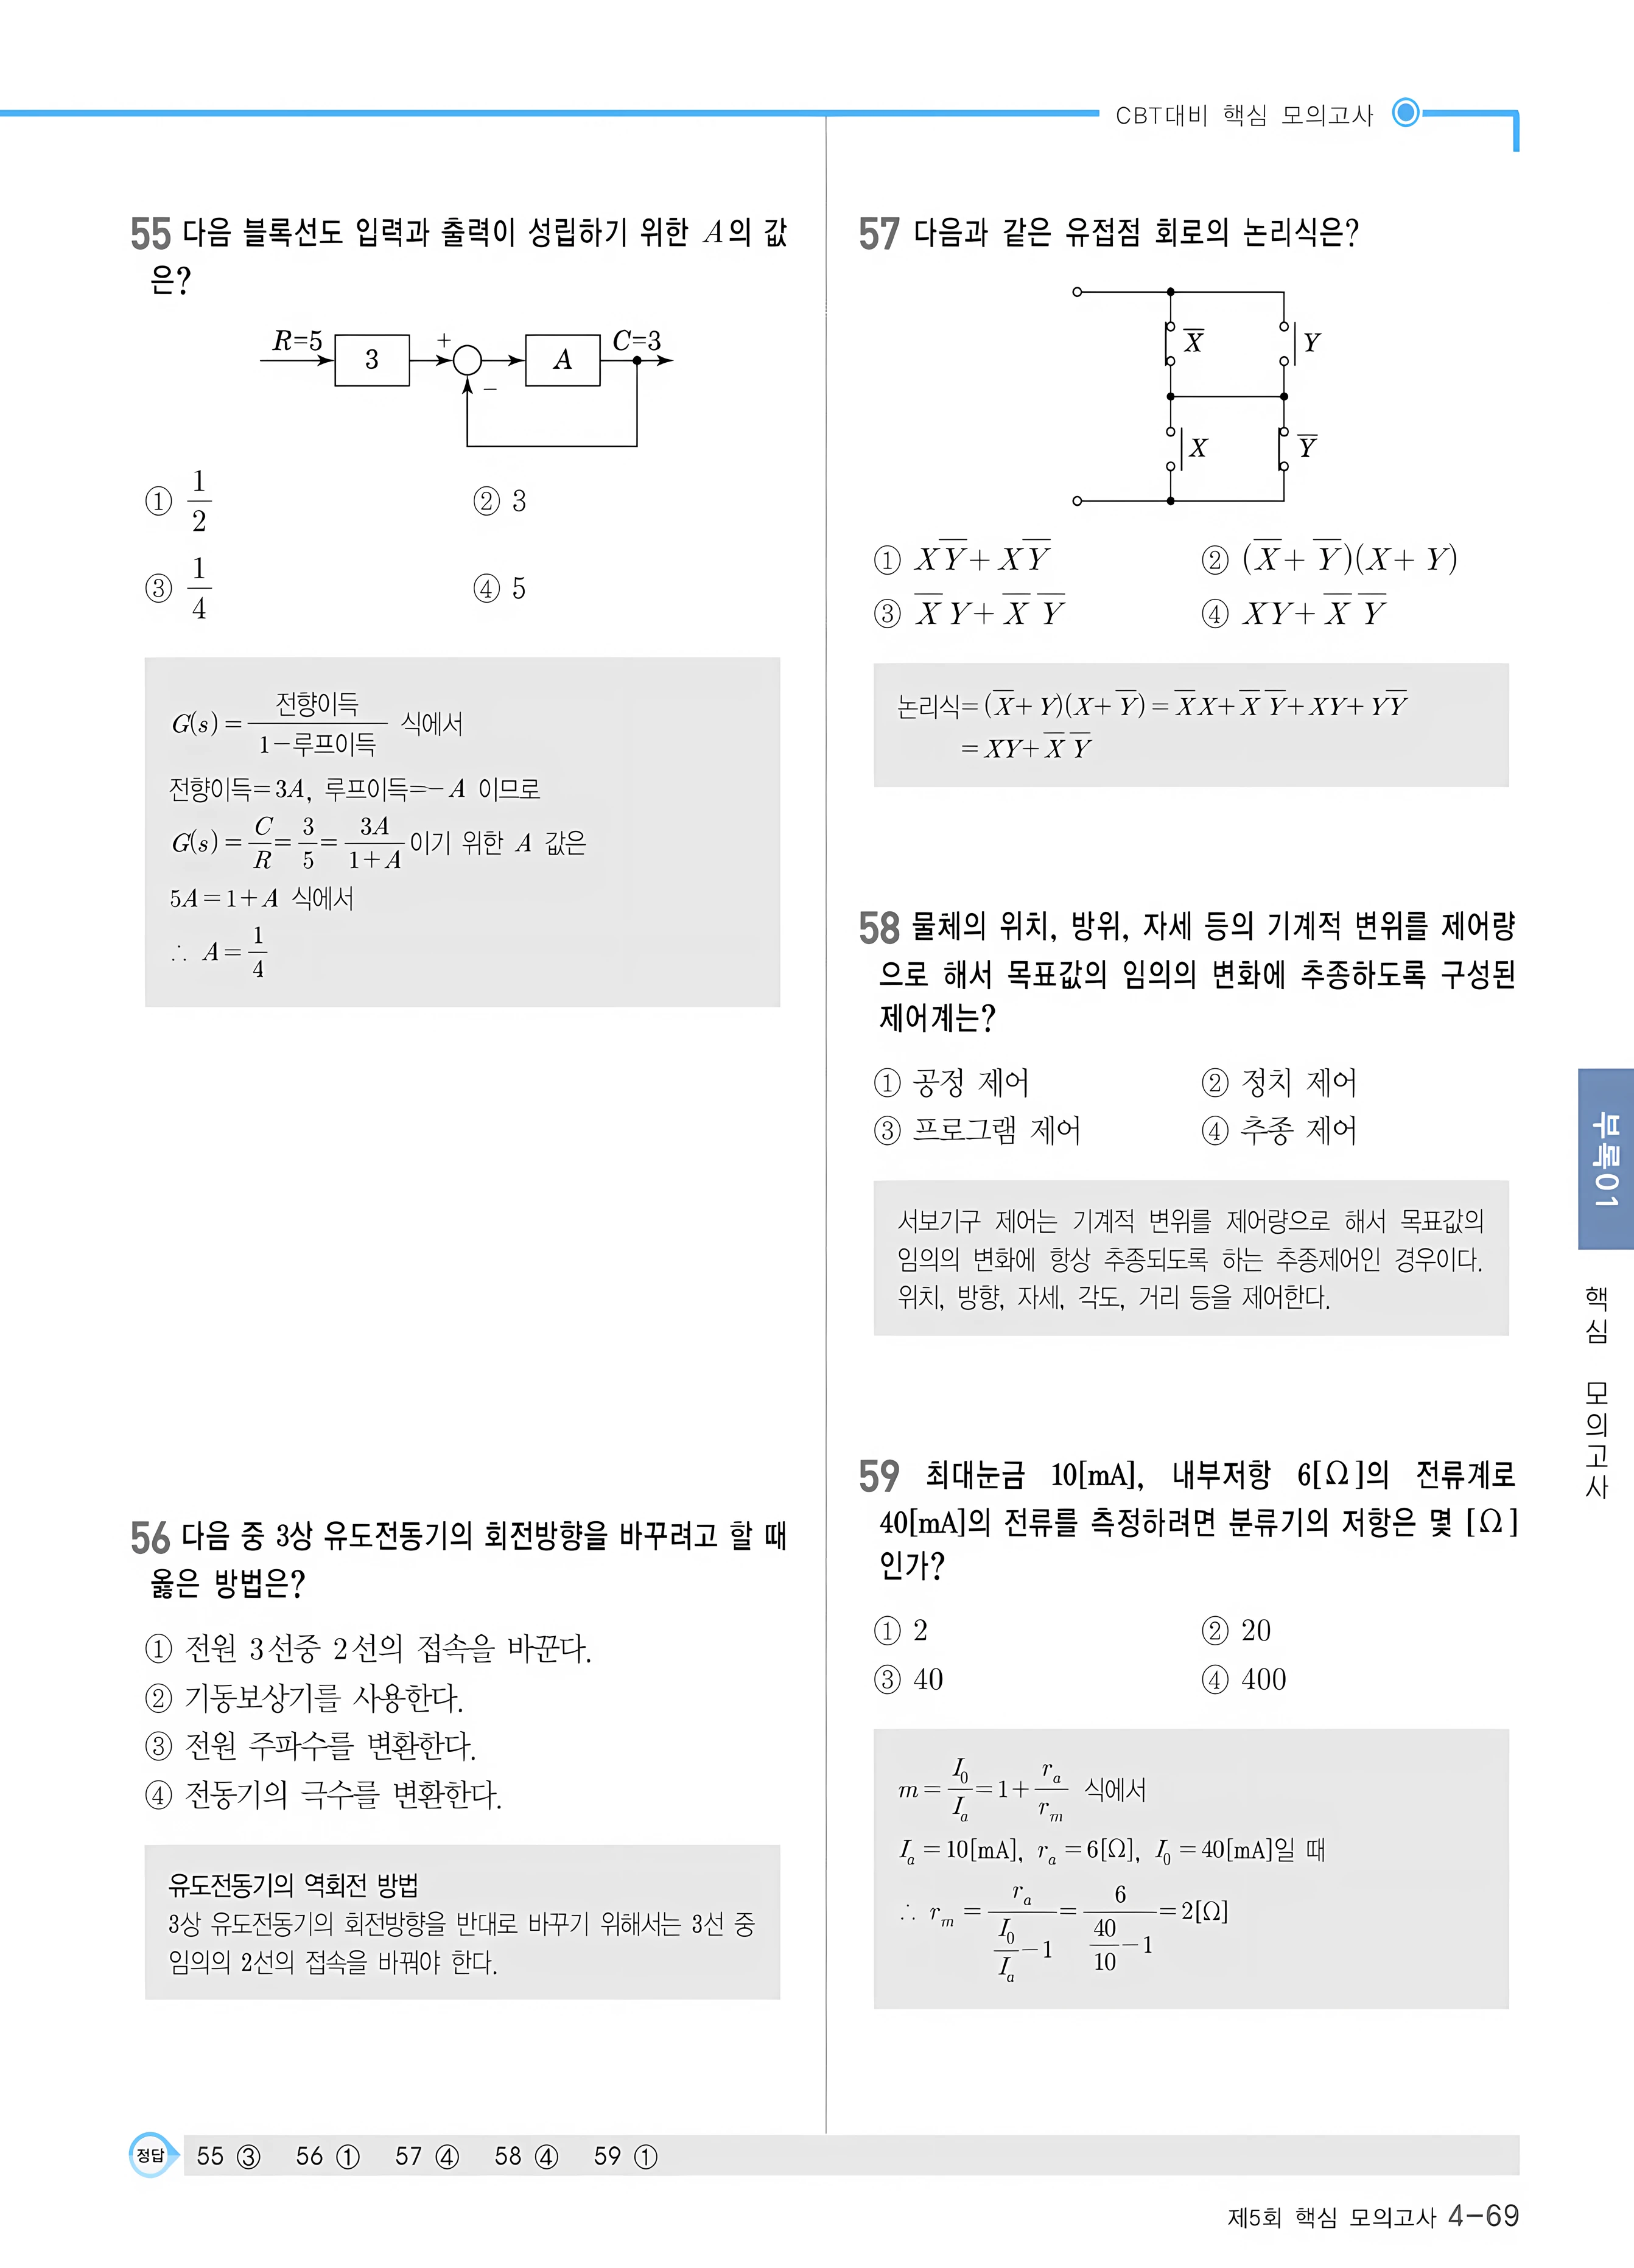 CBT대비 핵심 모의고사
55 다음 블록선도 입력과 출력이 성립하기 위한 A의 값
은?
R=5 3 + − A C=3
① 1/2 ② 3
③ 1/4 ④ 5
G(s) = 전향이득/(1−루프이득) 식에서
전향이득=3A, 루프이득=−A 이므로
G(s) = C/R = 3/5 = 3A/(1+A) 이기 위한 A 값은
5A=1+A 식에서
∴ A=1/4
56 다음 중 3상 유도전동기의 회전방향을 바꾸려고 할 때
옳은 방법은?
① 전원 3선중 2선의 접속을 바꾼다.
② 기동보상기를 사용한다.
③ 전원 주파수를 변환한다.
④ 전동기의 극수를 변환한다.
유도전동기의 역회전 방법
3상 유도전동기의 회전방향을 반대로 바꾸기 위해서는 3선 중
임의의 2선의 접속을 바꿔야 한다.
57 다음과 같은 유접점 회로의 논리식은?
X̅ Y
X Y̅
① XY̅+XY̅ ② (X̅+Y̅)(X+Y)
③ X̅Y+X̅ Y̅ ④ XY+X̅ Y̅
논리식=(X̅+Y)(X+Y̅)=X̅X+X̅ Y̅+XY+YY̅
=XY+X̅ Y̅
58 물체의 위치, 방위, 자세 등의 기계적 변위를 제어량
으로 해서 목표값의 임의의 변화에 추종하도록 구성된
제어계는?
① 공정 제어 ② 정치 제어
③ 프로그램 제어 ④ 추종 제어
서보기구 제어는 기계적 변위를 제어량으로 해서 목표값의
임의의 변화에 항상 추종되도록 하는 추종제어인 경우이다.
위치, 방향, 자세, 각도, 거리 등을 제어한다.
59 최대눈금 10[mA], 내부저항 6[Ω]의 전류계로
40[mA]의 전류를 측정하려면 분류기의 저항은 몇 [Ω]
인가?
① 2 ② 20
③ 40 ④ 400
m = I₀/Iₐ = 1+rₐ/rₘ 식에서
Iₐ=10[mA], rₐ=6[Ω], I₀=40[mA]일 때
∴ rₘ = rₐ/(I₀/Iₐ−1) = 6/(40/10−1) = 2[Ω]
부록01
핵심 모의고사
정답 55 ③ 56 ① 57 ④ 58 ④ 59 ①
제5회 핵심 모의고사 4-69